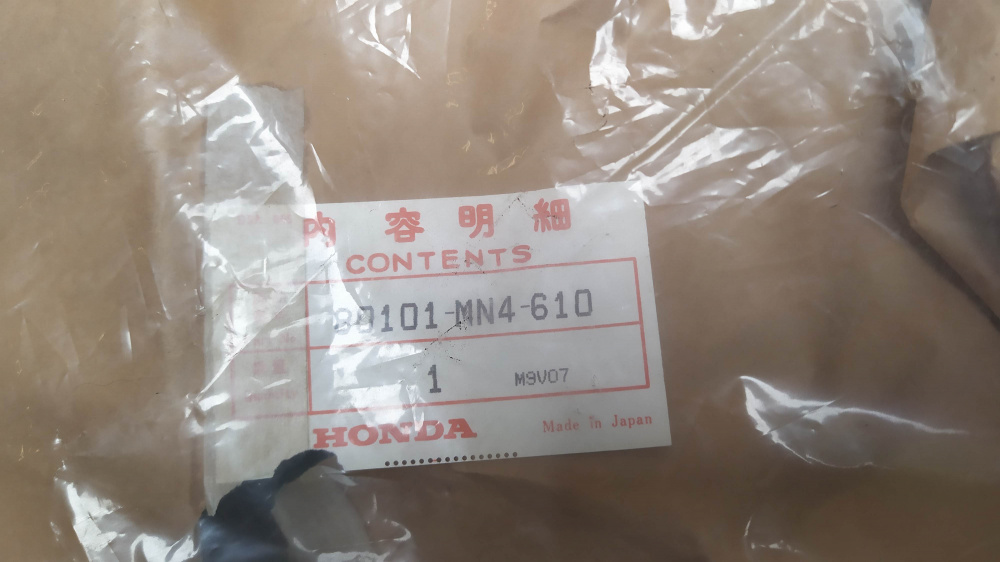 内容明細
CONTENTS
80101-MN4-610
1 M9V07
HONDA Made in Japan